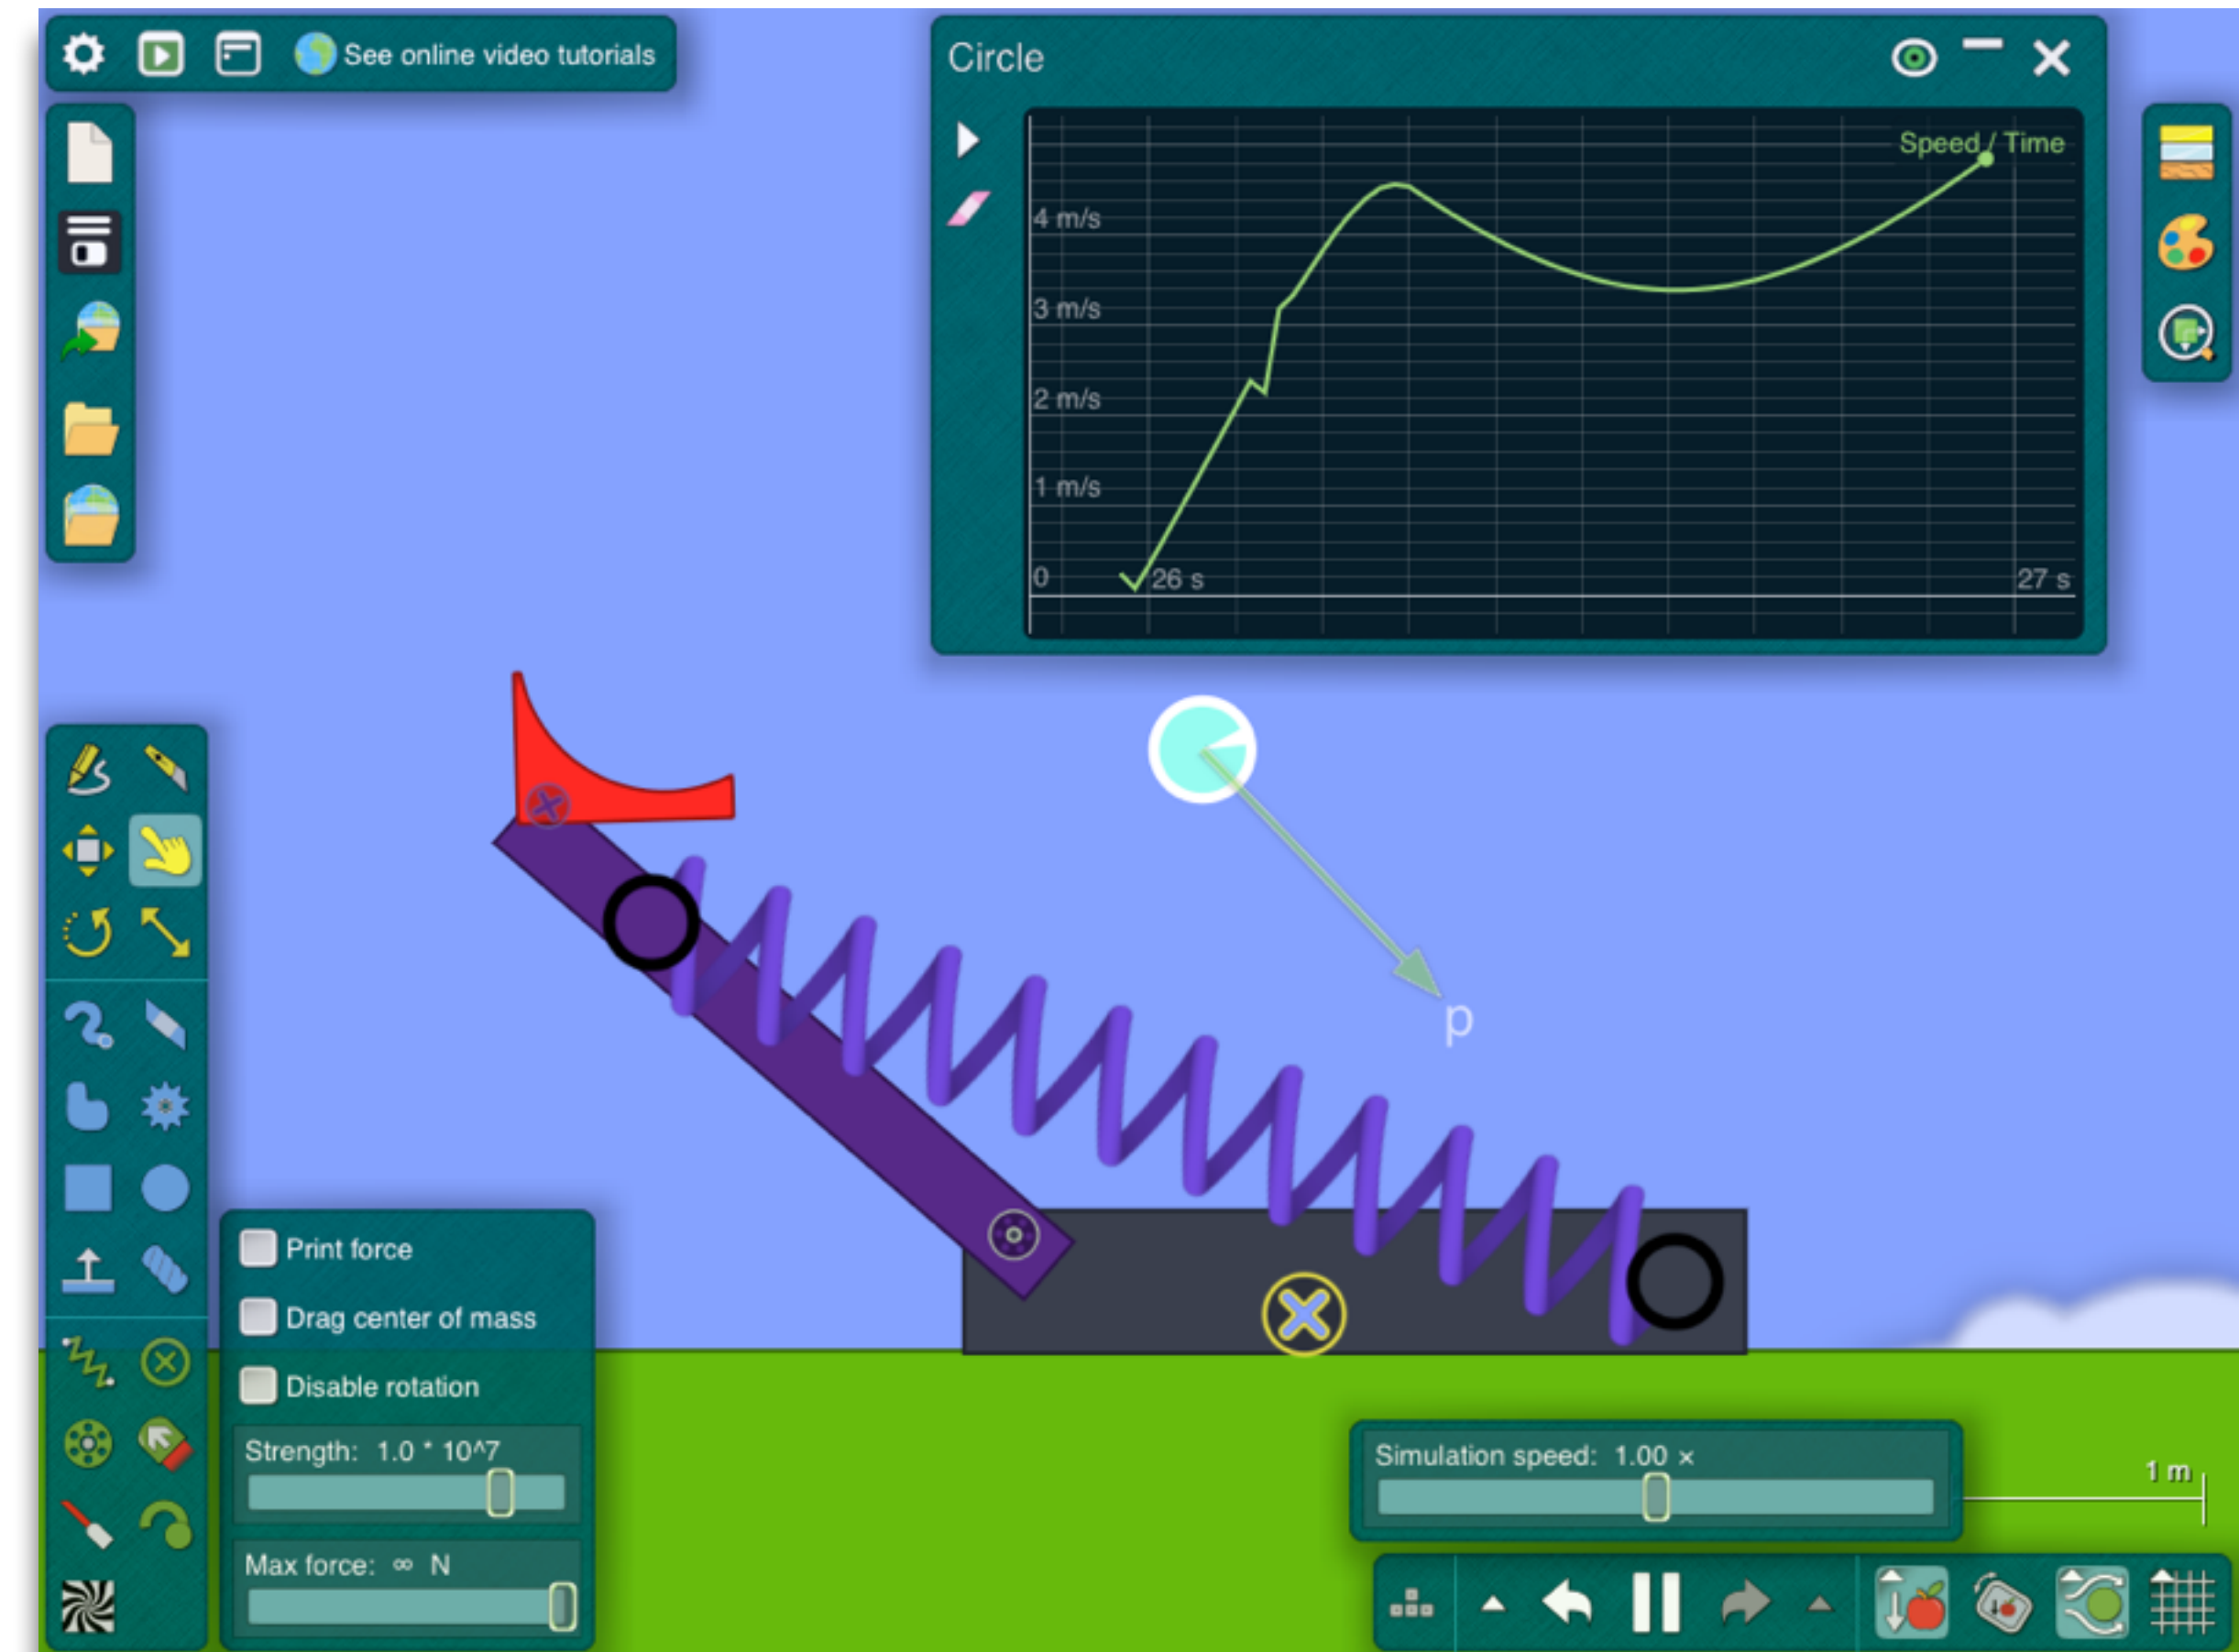 See online video tutorials
Circle
Speed / Time
4 m/s
3 m/s
2 m/s
1 m/s
0
26 s
27 s
p
Print force
Drag center of mass
Disable rotation
Strength: 1.0 * 10^7
Max force: ∞ N
Simulation speed: 1.00 ×
1 m